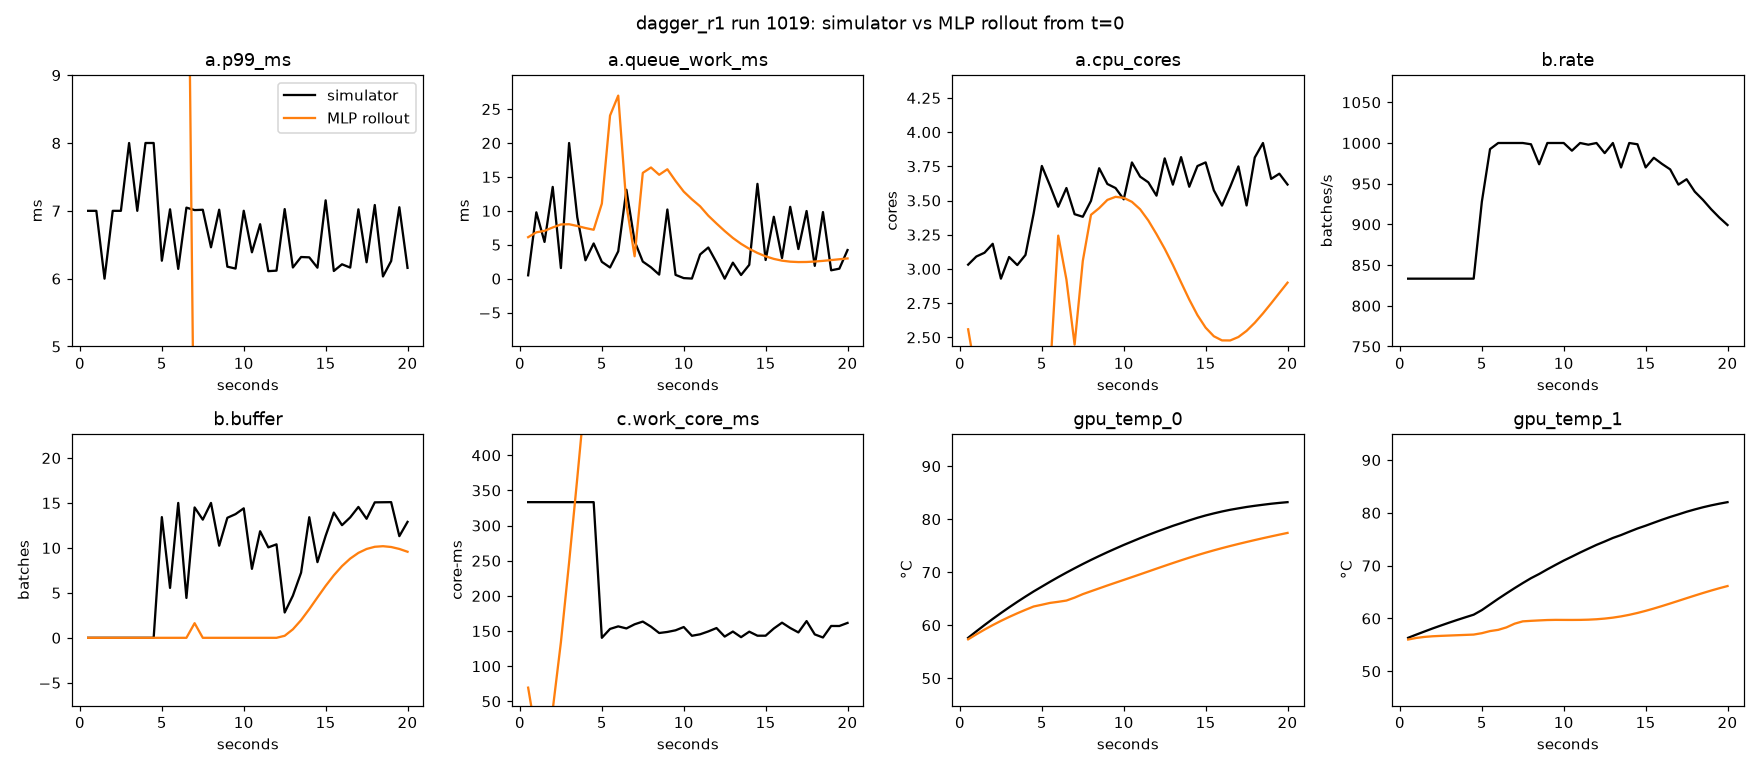 dagger_r1 run 1019: simulator vs MLP rollout from t=0
a.p99_ms
9
8
7
6
5
ms
0 5 10 15 20
seconds
simulator
MLP rollout
a.queue_work_ms
25
20
15
10
5
0
−5
ms
0 5 10 15 20
seconds
a.cpu_cores
4.25
4.00
3.75
3.50
3.25
3.00
2.75
2.50
cores
0 5 10 15 20
seconds
b.rate
1050
1000
950
900
850
800
750
batches/s
0 5 10 15 20
seconds
b.buffer
20
15
10
5
0
−5
batches
0 5 10 15 20
seconds
c.work_core_ms
400
350
300
250
200
150
100
50
core-ms
0 5 10 15 20
seconds
gpu_temp_0
90
80
70
60
50
°C
0 5 10 15 20
seconds
gpu_temp_1
90
80
70
60
50
°C
0 5 10 15 20
seconds